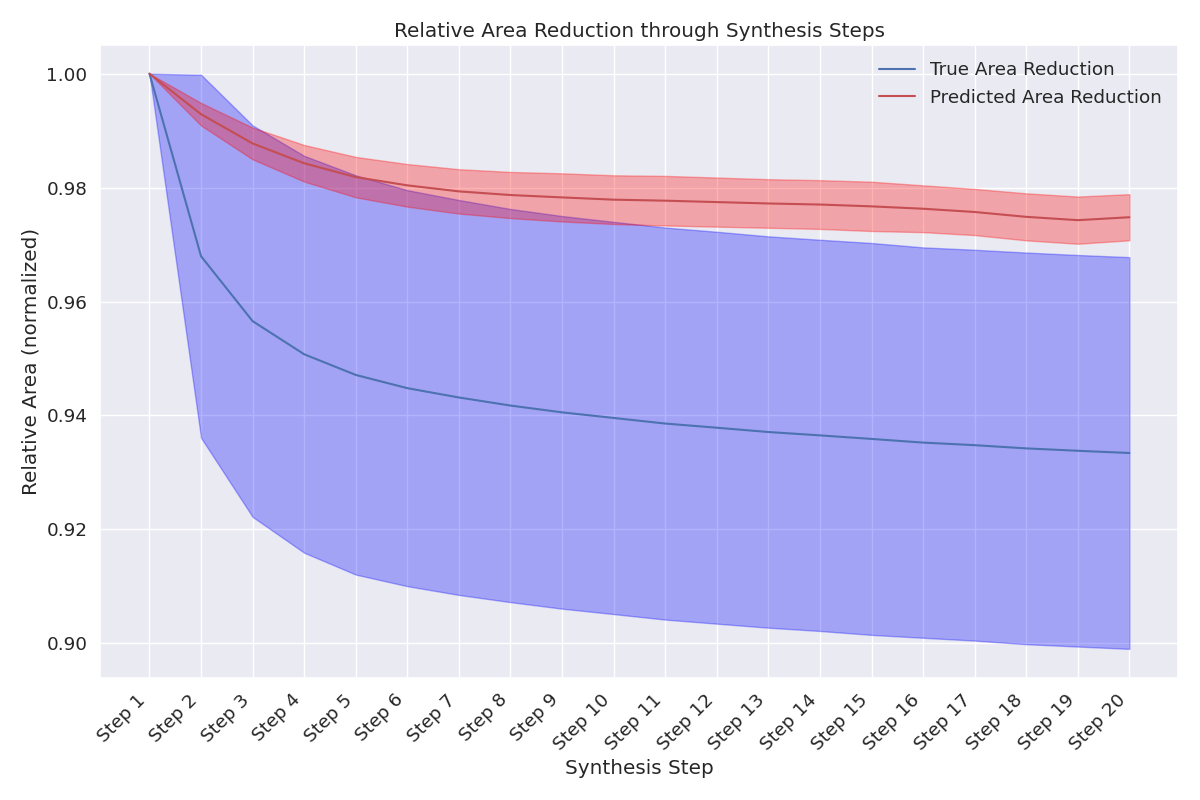 Relative Area Reduction through Synthesis Steps
True Area Reduction
Predicted Area Reduction
Relative Area (normalized)
1.00
0.98
0.96
0.94
0.92
0.90
Step 1
Step 2
Step 3
Step 4
Step 5
Step 6
Step 7
Step 8
Step 9
Step 10
Step 11
Step 12
Step 13
Step 14
Step 15
Step 16
Step 17
Step 18
Step 19
Step 20
Synthesis Step